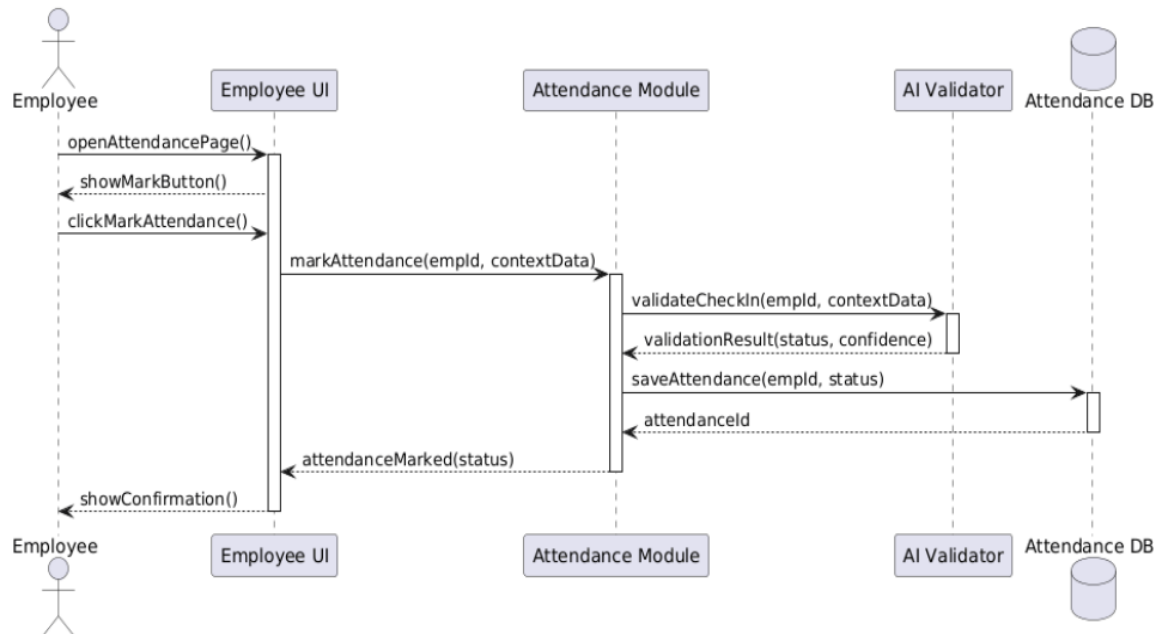 Employee
Employee UI
Attendance Module
AI Validator
Attendance DB
openAttendancePage()
showMarkButton()
clickMarkAttendance()
markAttendance(empId, contextData)
validateCheckIn(empId, contextData)
validationResult(status, confidence)
saveAttendance(empId, status)
attendanceId
attendanceMarked(status)
showConfirmation()
Employee
Employee UI
Attendance Module
AI Validator
Attendance DB